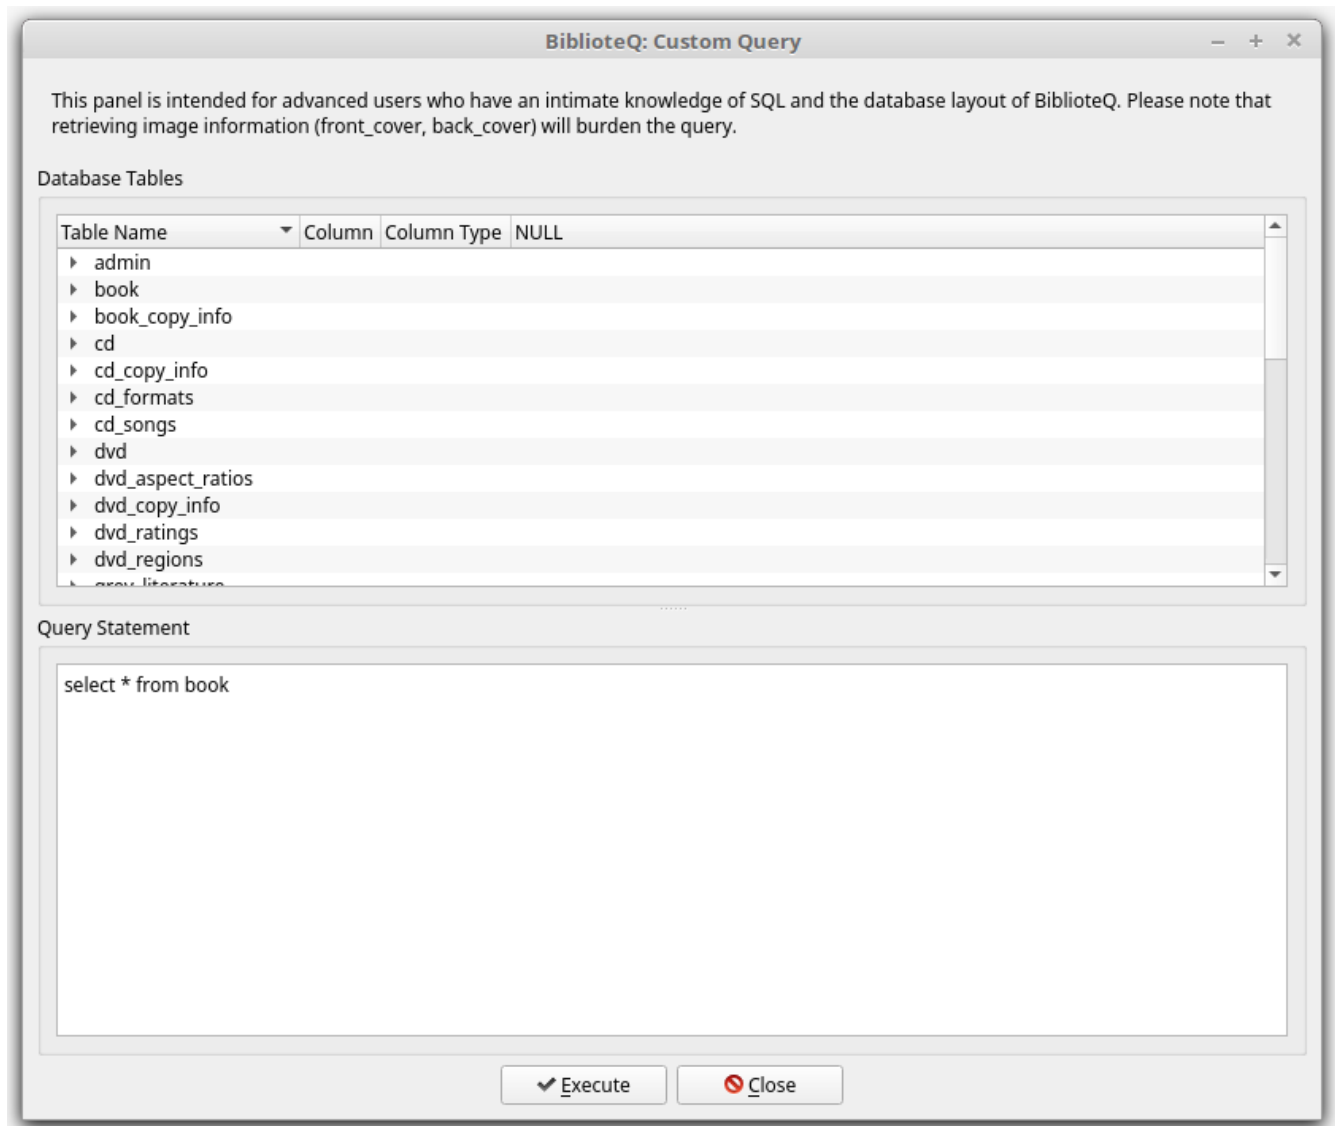 BiblioteQ: Custom Query
This panel is intended for advanced users who have an intimate knowledge of SQL and the database layout of BiblioteQ. Please note that
retrieving image information (front_cover, back_cover) will burden the query.
Database Tables
Table Name Column Column Type NULL
admin
book
book_copy_info
cd
cd_copy_info
cd_formats
cd_songs
dvd
dvd_aspect_ratios
dvd_copy_info
dvd_ratings
dvd_regions
grey_literature
Query Statement
select * from book
Execute Close